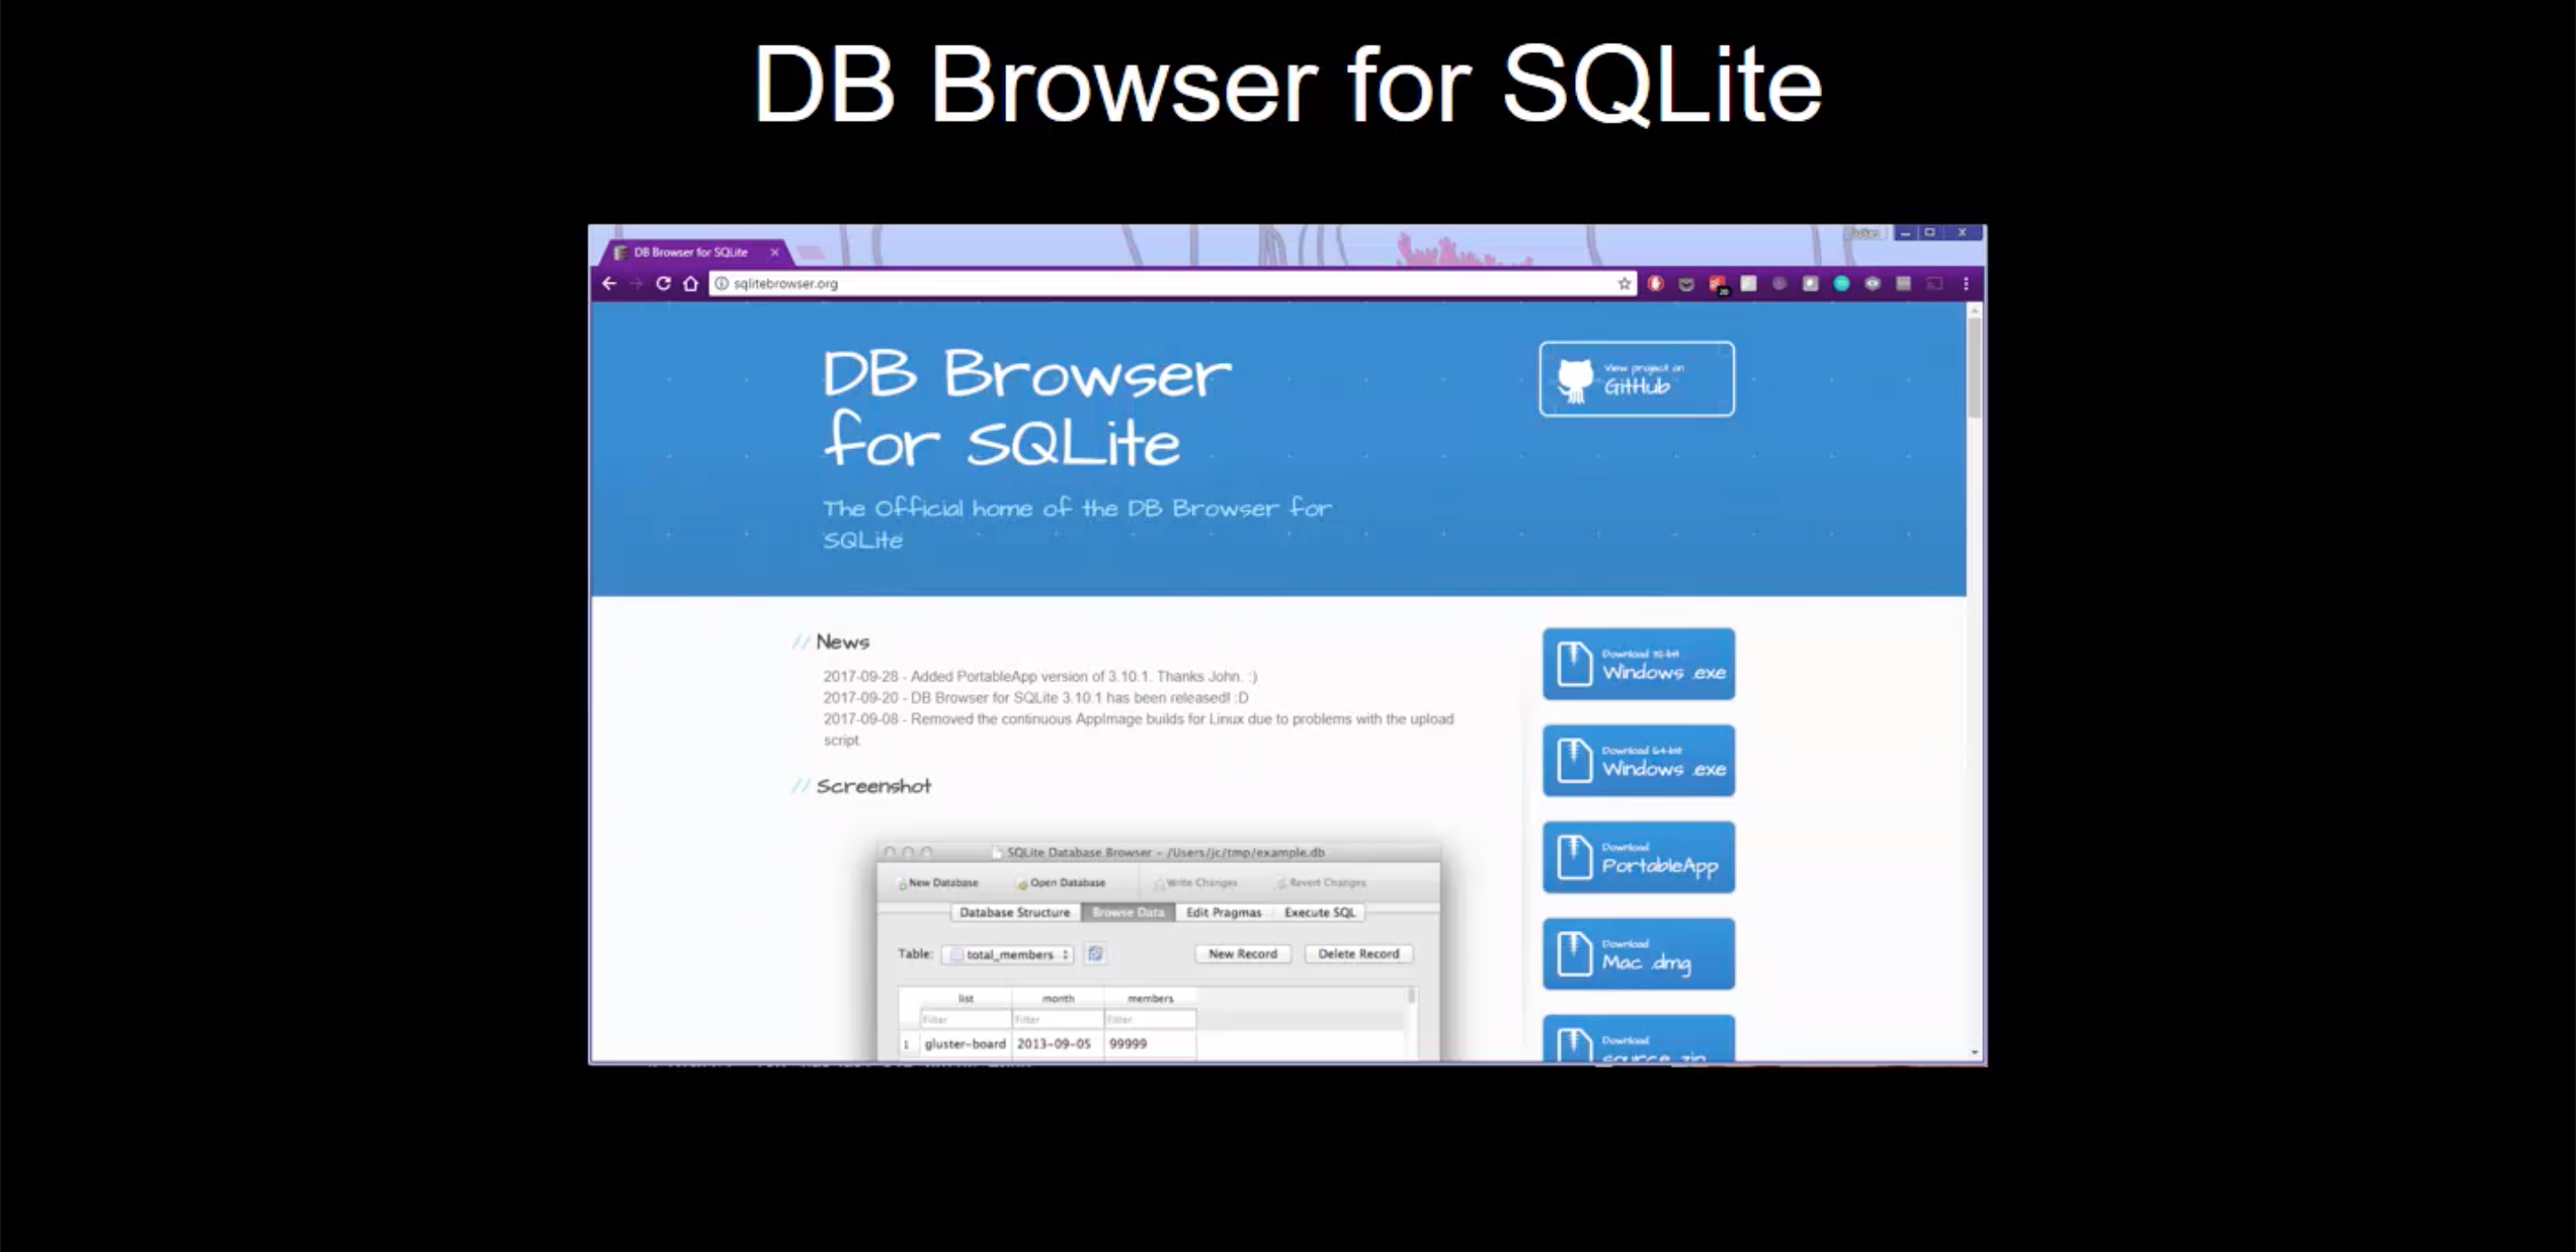 DB Browser for SQLite
DB Browser for SQLite
sqlitebrowser.org
20
DB Browser
for SQLite
View project on
GitHub
The Official home of the DB Browser for
SQLite
// News
2017-09-28 - Added PortableApp version of 3.10.1. Thanks John. :)
2017-09-20 - DB Browser for SQLite 3.10.1 has been released! :D
2017-09-08 - Removed the continuous AppImage builds for Linux due to problems with the upload
script.
Download 32-bit
Windows .exe
Download 64-bit
Windows .exe
Download
PortableApp
Download
Mac .dmg
Download
source .zip
// Screenshot
SQLite Database Browser - /Users/jc/tmp/example.db
New Database Open Database Write Changes Revert Changes
Database Structure Browse Data Edit Pragmas Execute SQL
Table: total_members New Record Delete Record
list month members
Filter Filter Filter
1 gluster-board 2013-09-05 99999